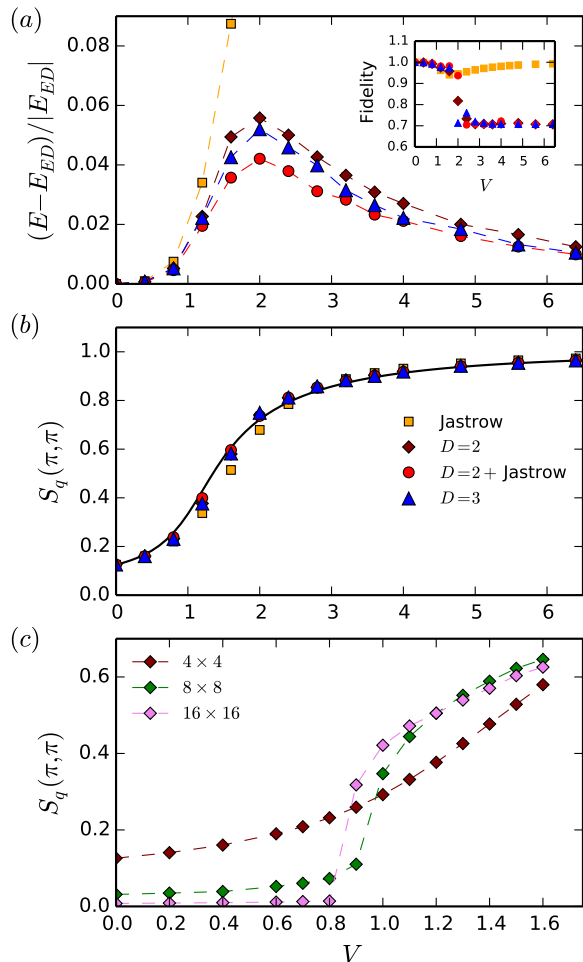 (a)
(E−E_ED)/|E_ED|
0.08
0.06
0.04
0.02
0.00
0 1 2 3 4 5 6
Fidelity
1.1
1.0
0.9
0.8
0.7
0.6
0 1 2 3 4 5 6
V
(b)
S_q(π,π)
1.0
0.8
0.6
0.4
0.2
0.0
0 1 2 3 4 5 6
Jastrow
D=2
D=2+Jastrow
D=3
(c)
S_q(π,π)
0.6
0.4
0.2
0.0
4 × 4
8 × 8
16 × 16
0.0 0.2 0.4 0.6 0.8 1.0 1.2 1.4 1.6
V